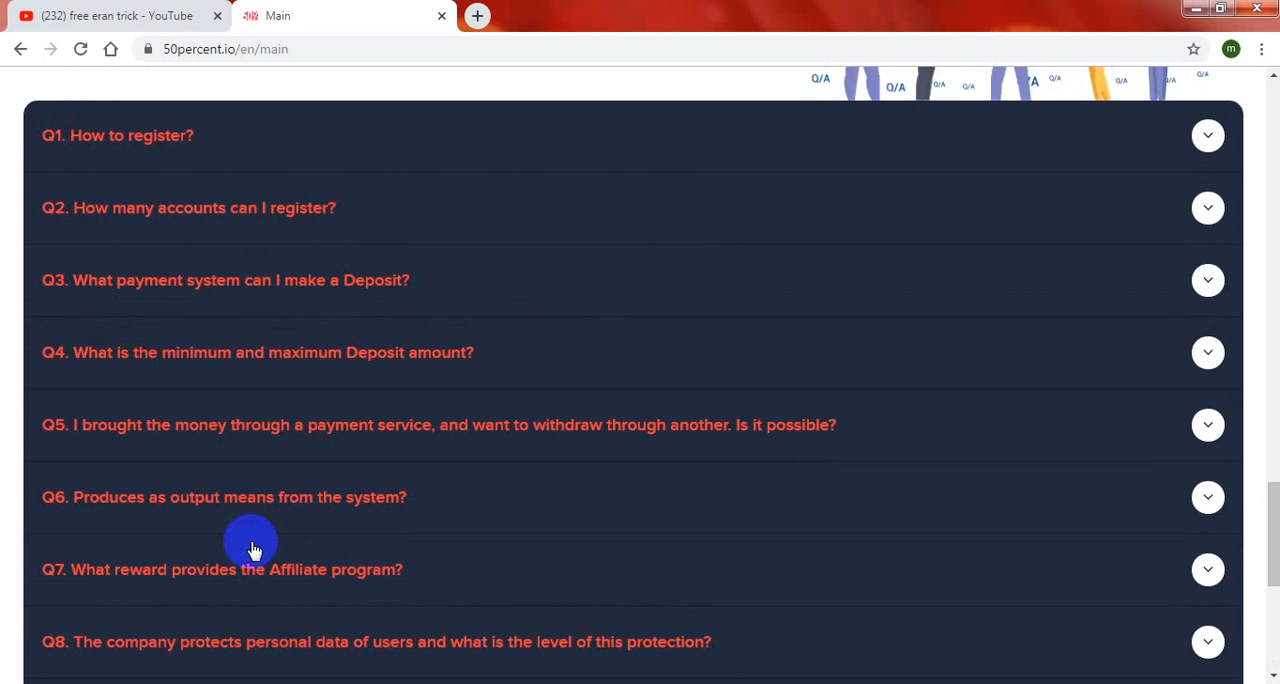 (232) free eran trick - YouTube
Main
50percent.io/en/main
m
Q/A Q/A Q/A Q/A /A Q/A Q/A /A Q/A
Q1. How to register?
Q2. How many accounts can I register?
Q3. What payment system can I make a Deposit?
Q4. What is the minimum and maximum Deposit amount?
Q5. I brought the money through a payment service, and want to withdraw through another. Is it possible?
Q6. Produces as output means from the system?
Q7. What reward provides the Affiliate program?
Q8. The company protects personal data of users and what is the level of this protection?